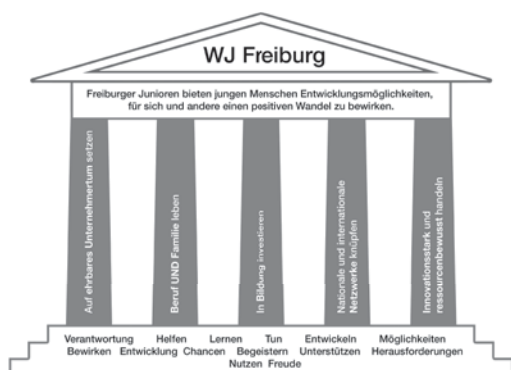 WJ Freiburg
Freiburger Junioren bieten jungen Menschen Entwicklungsmöglichkeiten,
für sich und andere einen positiven Wandel zu bewirken.
Auf ehrbares Unternehmertum setzen
Beruf UND Familie leben
In Bildung investieren
Nationale und internationale
Netzwerke knüpfen
Innovationsstark und
ressourcenbewusst handeln
Verantwortung Helfen Lernen Tun Entwickeln Möglichkeiten
Bewirken Entwicklung Chancen Begeistern Unterstützen Herausforderungen
Nutzen Freude